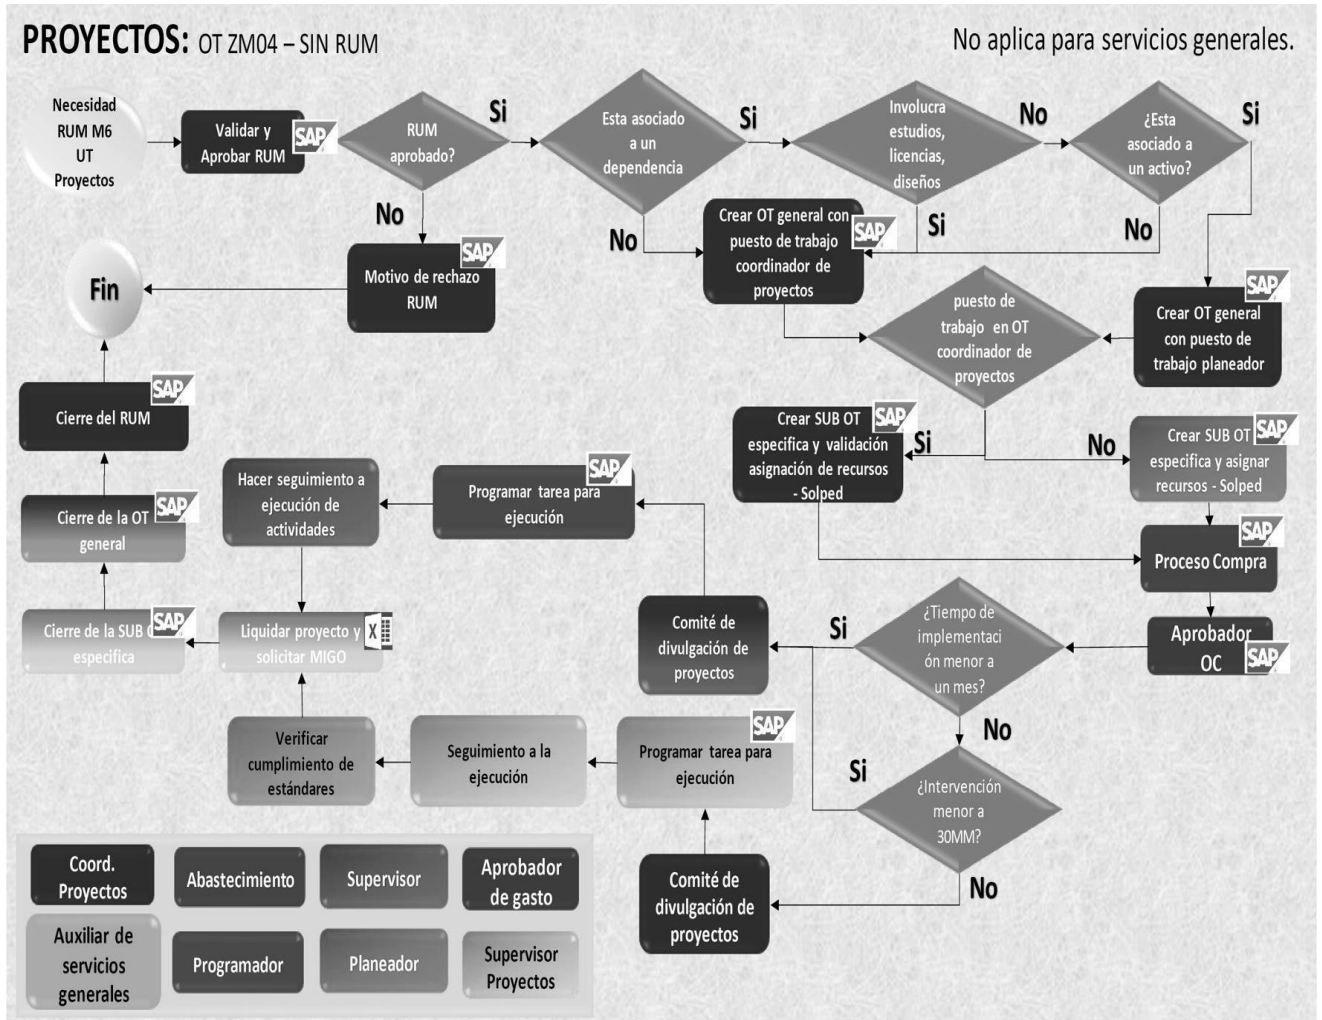 PROYECTOS: OT ZM04 – SIN RUM
No aplica para servicios generales.
Necesidad
RUM M6
UT
Proyectos
Validar y
Aprobar RUM
SAP
RUM
aprobado?
Si
No
Esta asociado
a un
dependencia
Si
No
Involucra
estudios,
licencias,
diseños
No
Si
¿Esta
asociado a
un activo?
Si
No
Motivo de rechazo
RUM
SAP
Fin
Crear OT general con
puesto de trabajo
coordinador de
proyectos
SAP
Crear OT general
con puesto de
trabajo planeador
SAP
puesto de
trabajo en OT
coordinador de
proyectos
Si
No
Crear SUB OT
especifica y validación
asignación de recursos
- Solped
SAP
Crear SUB OT
especifica y asignar
recursos - Solped
SAP
Proceso Compra
SAP
Aprobador
OC
SAP
¿Tiempo de
implementaci
ón menor a
un mes?
Si
No
¿Intervención
menor a
30MM?
Si
No
Comité de
divulgación de
proyectos
Programar tarea para
ejecución
SAP
Hacer seguimiento a
ejecución de
actividades
Comité de
divulgación de
proyectos
Programar tarea para
ejecución
SAP
Seguimiento a la
ejecución
Verificar
cumplimiento de
estándares
Liquidar proyecto y
solicitar MIGO
X
Cierre de la SUB
especifica
SAP
Cierre de la OT
general
SAP
Cierre del RUM
SAP
Coord.
Proyectos
Abastecimiento
Supervisor
Aprobador
de gasto
Auxiliar de
servicios
generales
Programador
Planeador
Supervisor
Proyectos